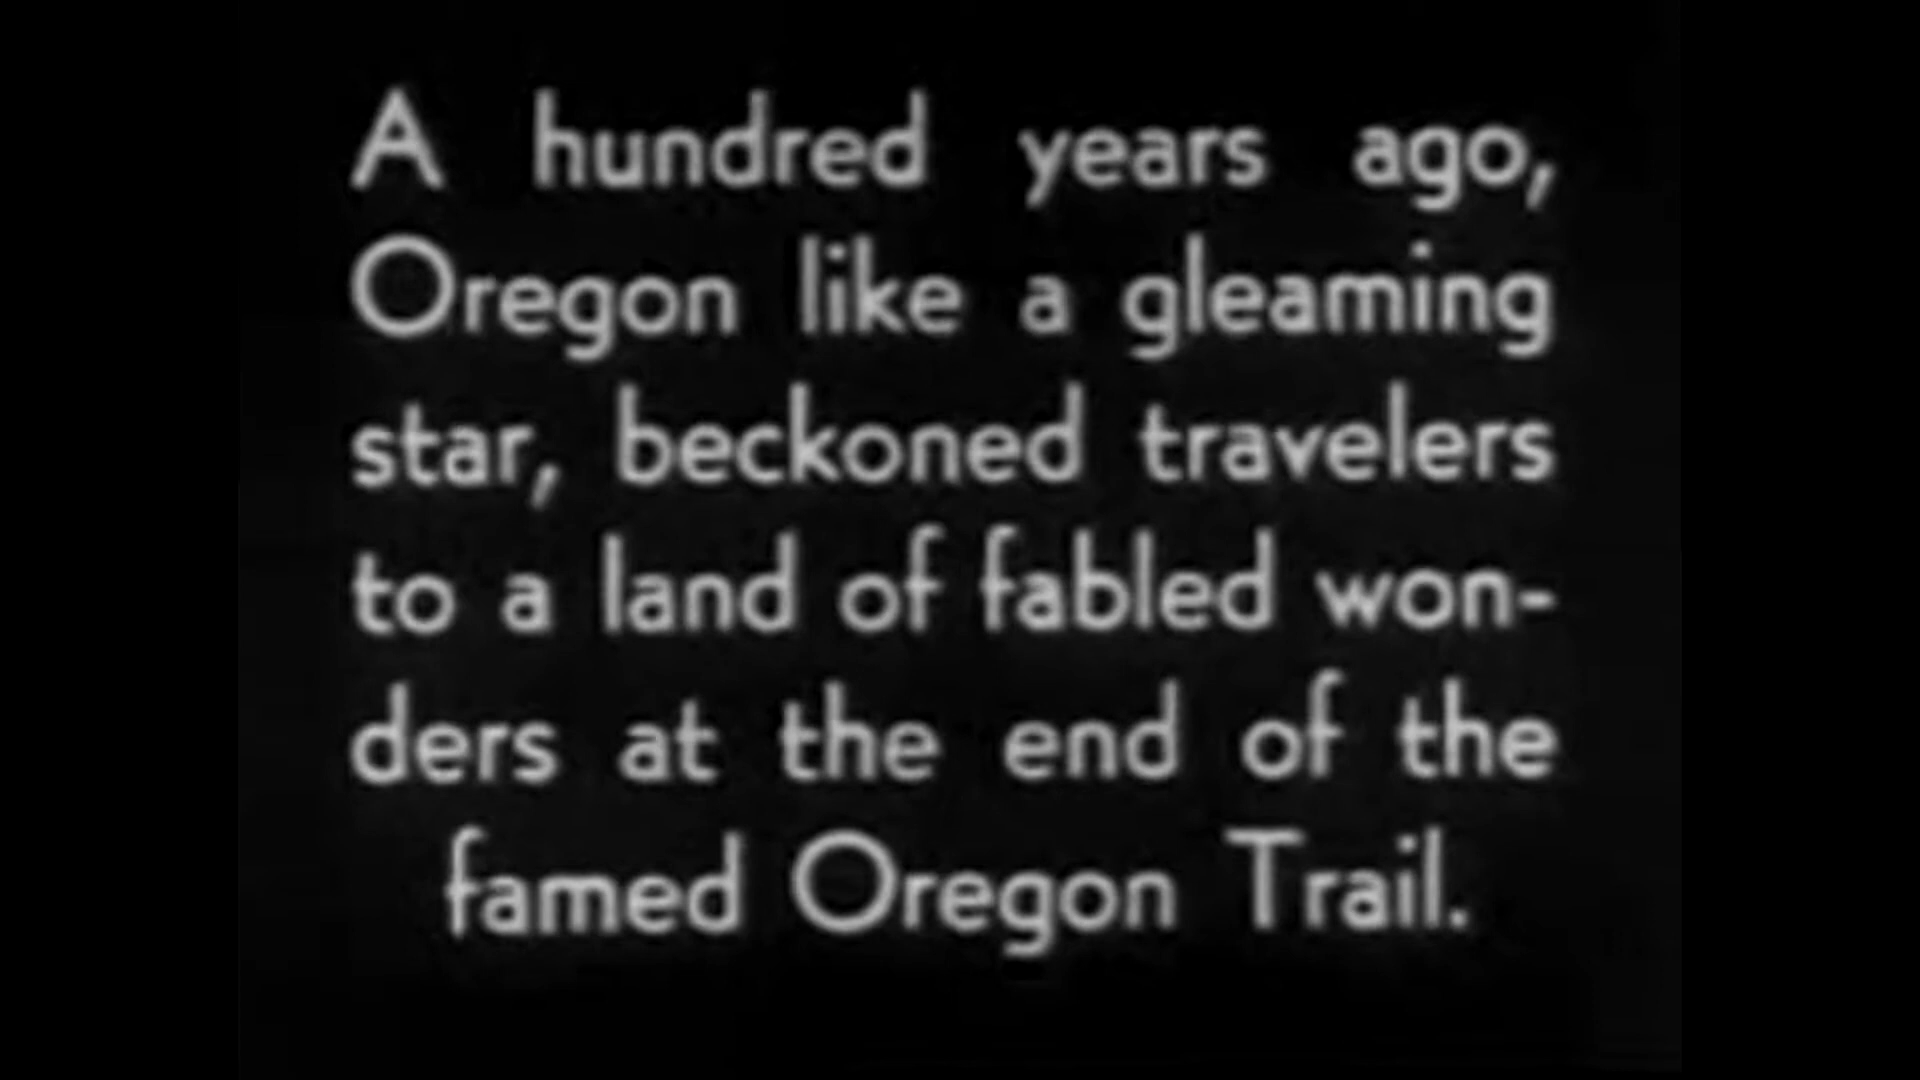 A hundred years ago,
Oregon like a gleaming
star, beckoned travelers
to a land of fabled won-
ders at the end of the
famed Oregon Trail.